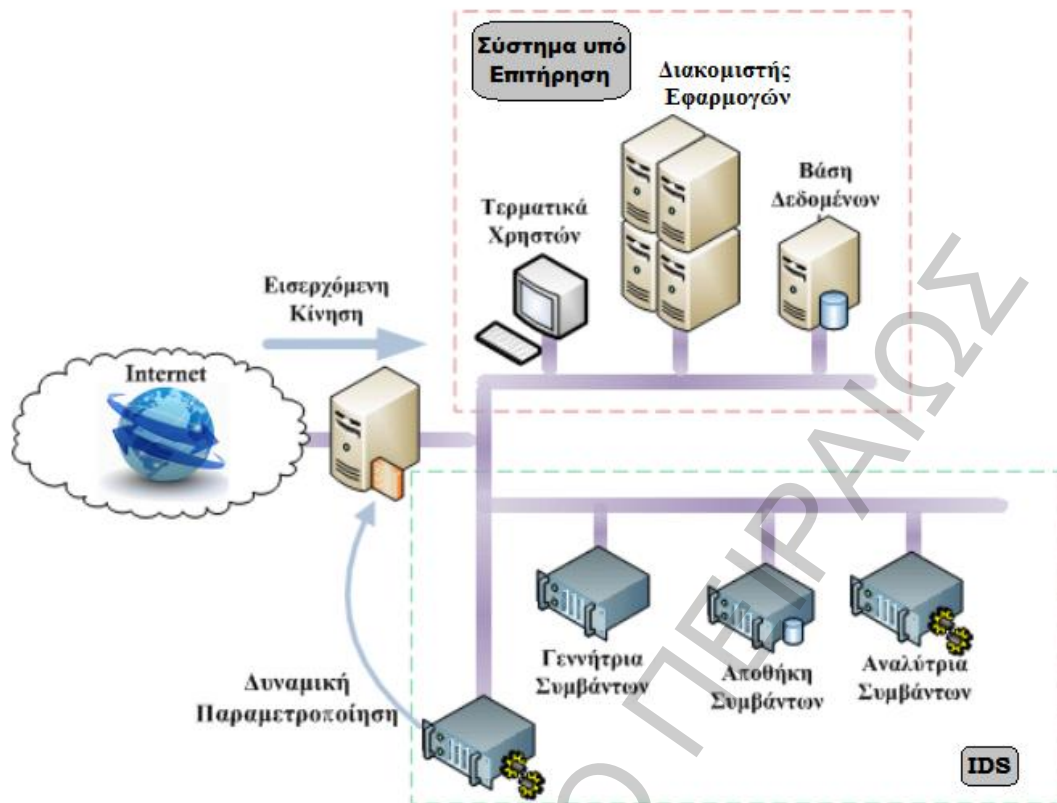 Σύστημα υπό
Επιτήρηση
Διακομιστής
Εφαρμογών
Βάση
Δεδομένων
Τερματικά
Χρηστών
Εισερχόμενη
Κίνηση
Internet
Γεννήτρια
Συμβάντων
Αποθήκη
Συμβάντων
Αναλύτρια
Συμβάντων
Δυναμική
Παραμετροποίηση
IDS
Ο ΠΕΙΡΑΙΩΣ